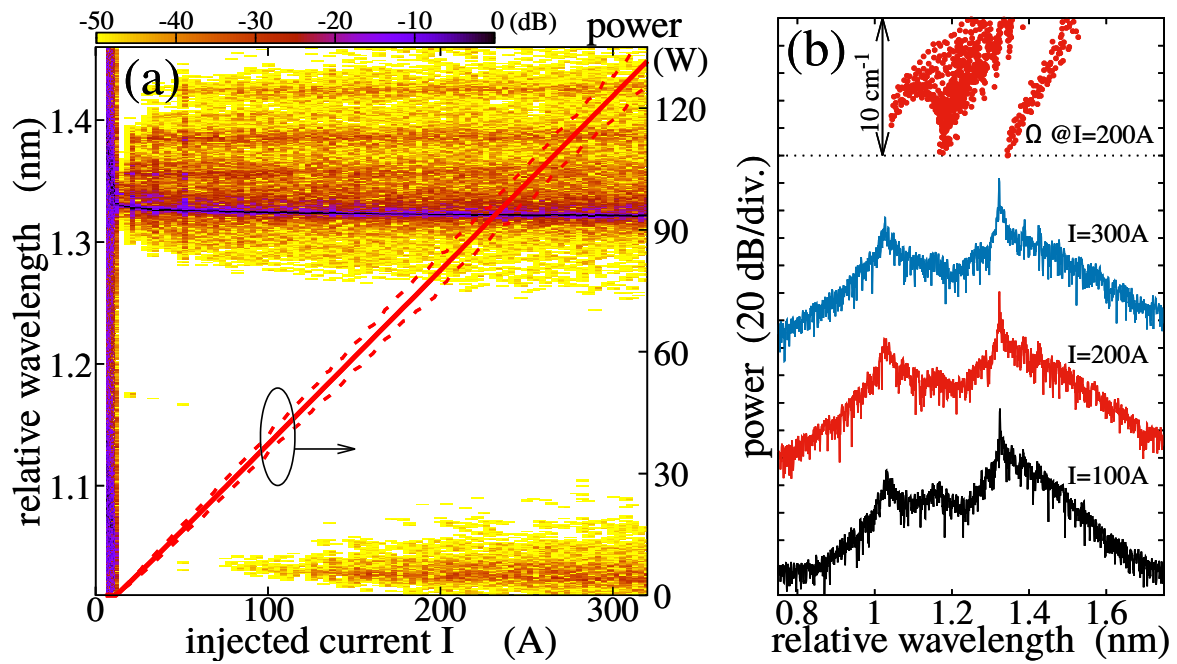 -50 -40 -30 -20 -10 0 (dB)
power
(W)
(a)
1.4
1.3
1.2
1.1
relative wavelength (nm)
120
90
60
30
0
0 100 200 300
injected current I (A)
(b)
10 cm-1
Ω @I=200A
I=300A
I=200A
I=100A
power (20 dB/div.)
0.8 1 1.2 1.4 1.6
relative wavelength (nm)